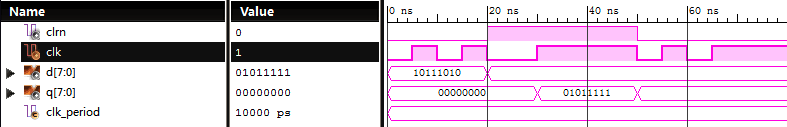 Name Value
0 ns 20 ns 40 ns 60 ns
clrn 0
clk 1
d[7:0] 01011111 10111010
q[7:0] 00000000 00000000 01011111
clk_period 10000 ps